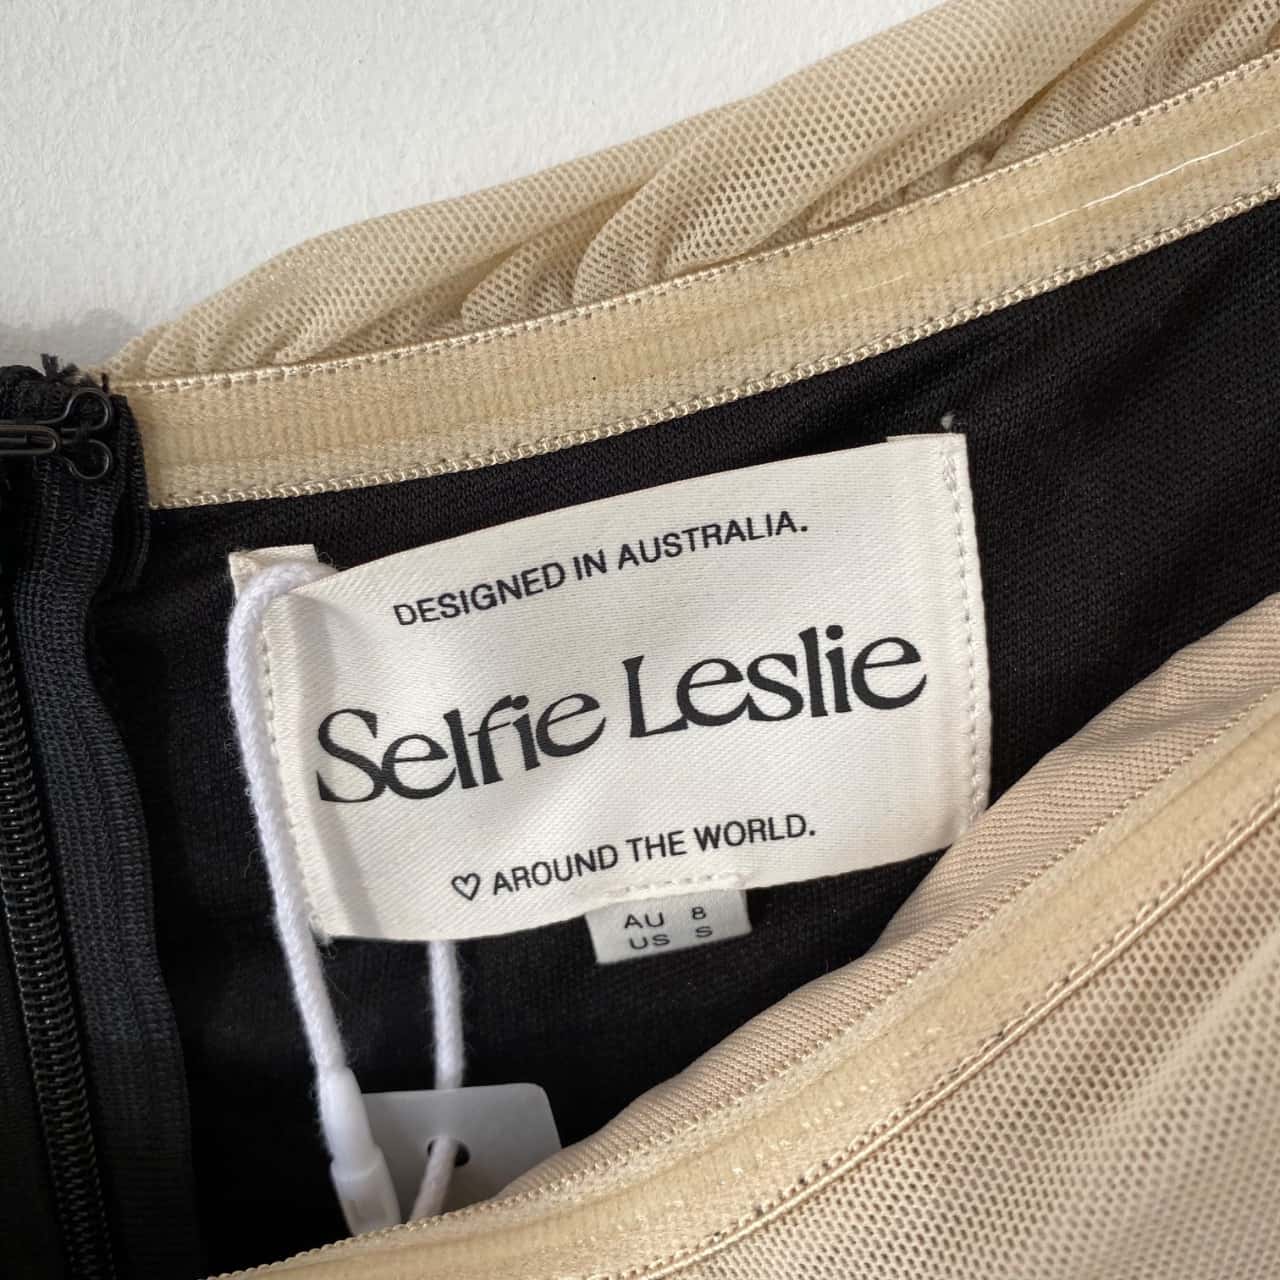 DESIGNED IN AUSTRALIA.
Selfie Leslie
♡ AROUND THE WORLD.
AU 8
US S